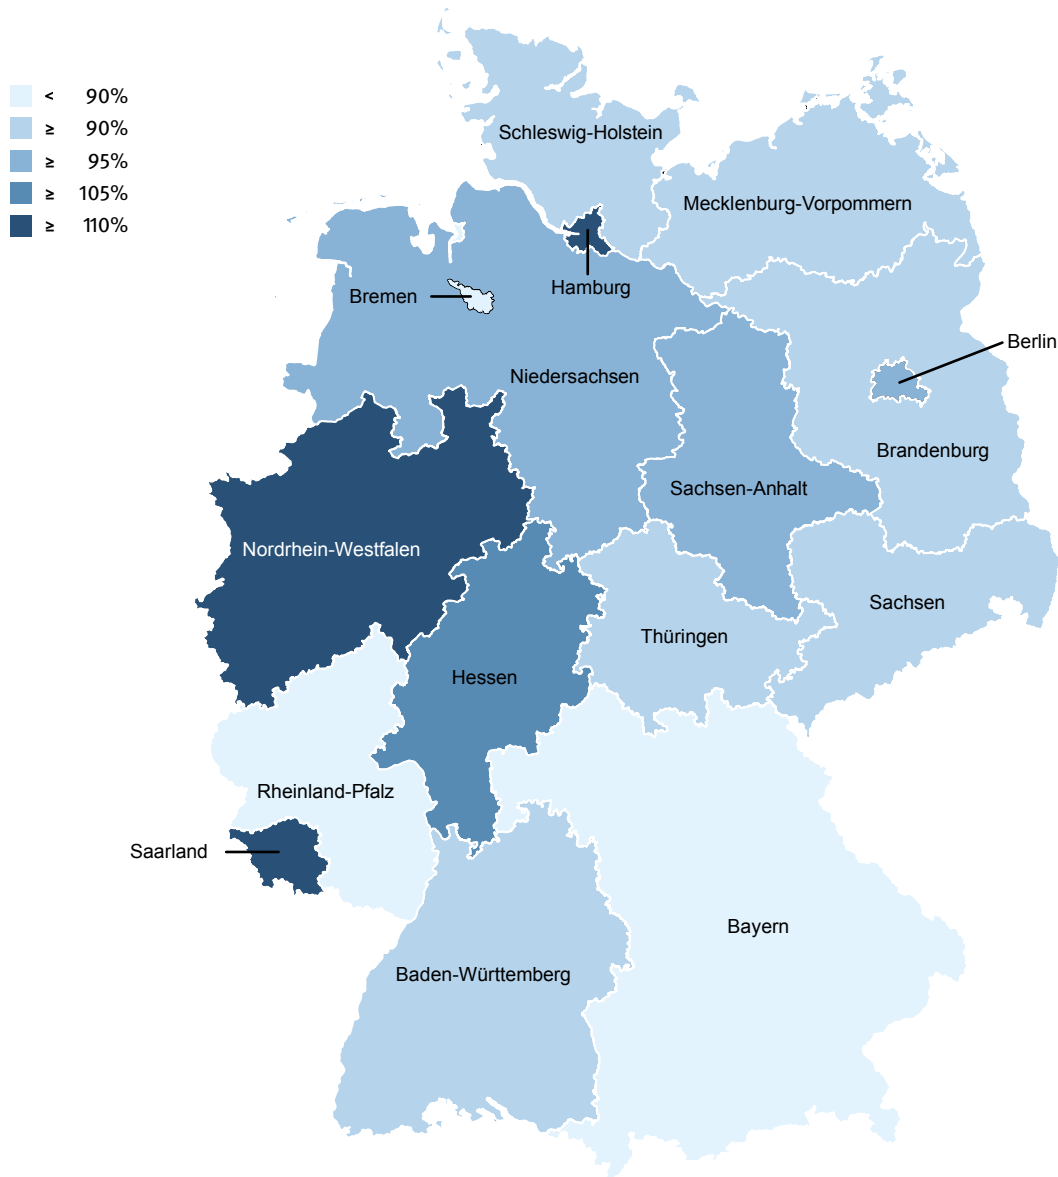 < 90%
≥ 90%
≥ 95%
≥ 105%
≥ 110%
Schleswig-Holstein
Mecklenburg-Vorpommern
Hamburg
Bremen
Berlin
Niedersachsen
Brandenburg
Sachsen-Anhalt
Nordrhein-Westfalen
Sachsen
Thüringen
Hessen
Rheinland-Pfalz
Saarland
Bayern
Baden-Württemberg